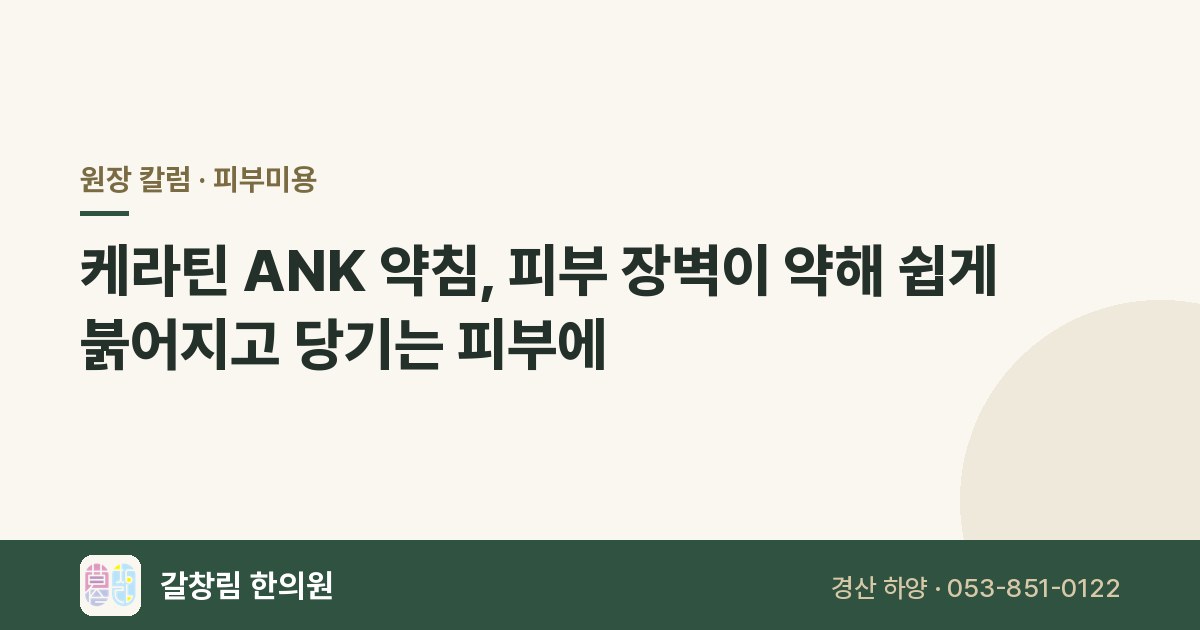 원장 칼럼 · 피부미용
케라틴 ANK 약침, 피부 장벽이 약해 쉽게
붉어지고 당기는 피부에
갈창림 한의원
경산 하양 · 053-851-0122